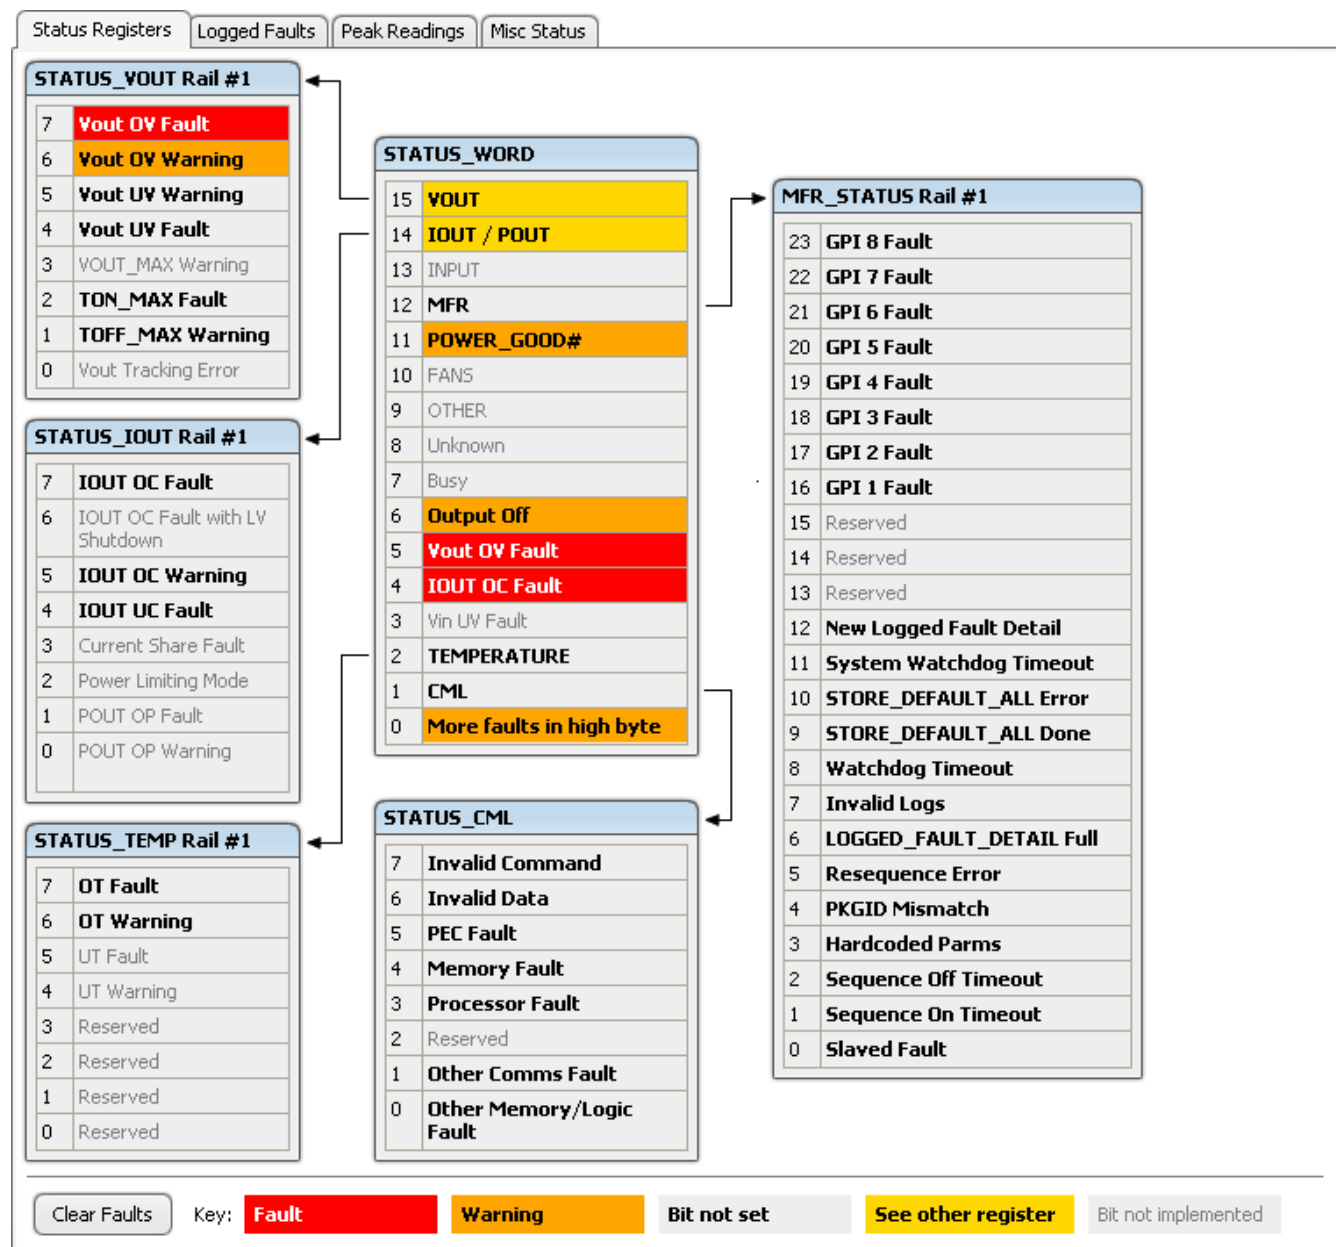 Status Registers
Logged Faults
Peak Readings
Misc Status
STATUS_VOUT Rail #1
7 Vout OV Fault
6 Vout OV Warning
5 Vout UV Warning
4 Vout UV Fault
3 VOUT_MAX Warning
2 TON_MAX Fault
1 TOFF_MAX Warning
0 Vout Tracking Error
STATUS_IOUT Rail #1
7 IOUT OC Fault
6 IOUT OC Fault with LV
Shutdown
5 IOUT OC Warning
4 IOUT UC Fault
3 Current Share Fault
2 Power Limiting Mode
1 POUT OP Fault
0 POUT OP Warning
STATUS_TEMP Rail #1
7 OT Fault
6 OT Warning
5 UT Fault
4 UT Warning
3 Reserved
2 Reserved
1 Reserved
0 Reserved
STATUS_WORD
15 VOUT
14 IOUT / POUT
13 INPUT
12 MFR
11 POWER_GOOD#
10 FANS
9 OTHER
8 Unknown
7 Busy
6 Output Off
5 Vout OV Fault
4 IOUT OC Fault
3 Vin UV Fault
2 TEMPERATURE
1 CML
0 More faults in high byte
STATUS_CML
7 Invalid Command
6 Invalid Data
5 PEC Fault
4 Memory Fault
3 Processor Fault
2 Reserved
1 Other Comms Fault
0 Other Memory/Logic
Fault
MFR_STATUS Rail #1
23 GPI 8 Fault
22 GPI 7 Fault
21 GPI 6 Fault
20 GPI 5 Fault
19 GPI 4 Fault
18 GPI 3 Fault
17 GPI 2 Fault
16 GPI 1 Fault
15 Reserved
14 Reserved
13 Reserved
12 New Logged Fault Detail
11 System Watchdog Timeout
10 STORE_DEFAULT_ALL Error
9 STORE_DEFAULT_ALL Done
8 Watchdog Timeout
7 Invalid Logs
6 LOGGED_FAULT_DETAIL Full
5 Resequence Error
4 PKGID Mismatch
3 Hardcoded Parms
2 Sequence Off Timeout
1 Sequence On Timeout
0 Slaved Fault
Clear Faults
Key:
Fault
Warning
Bit not set
See other register
Bit not implemented